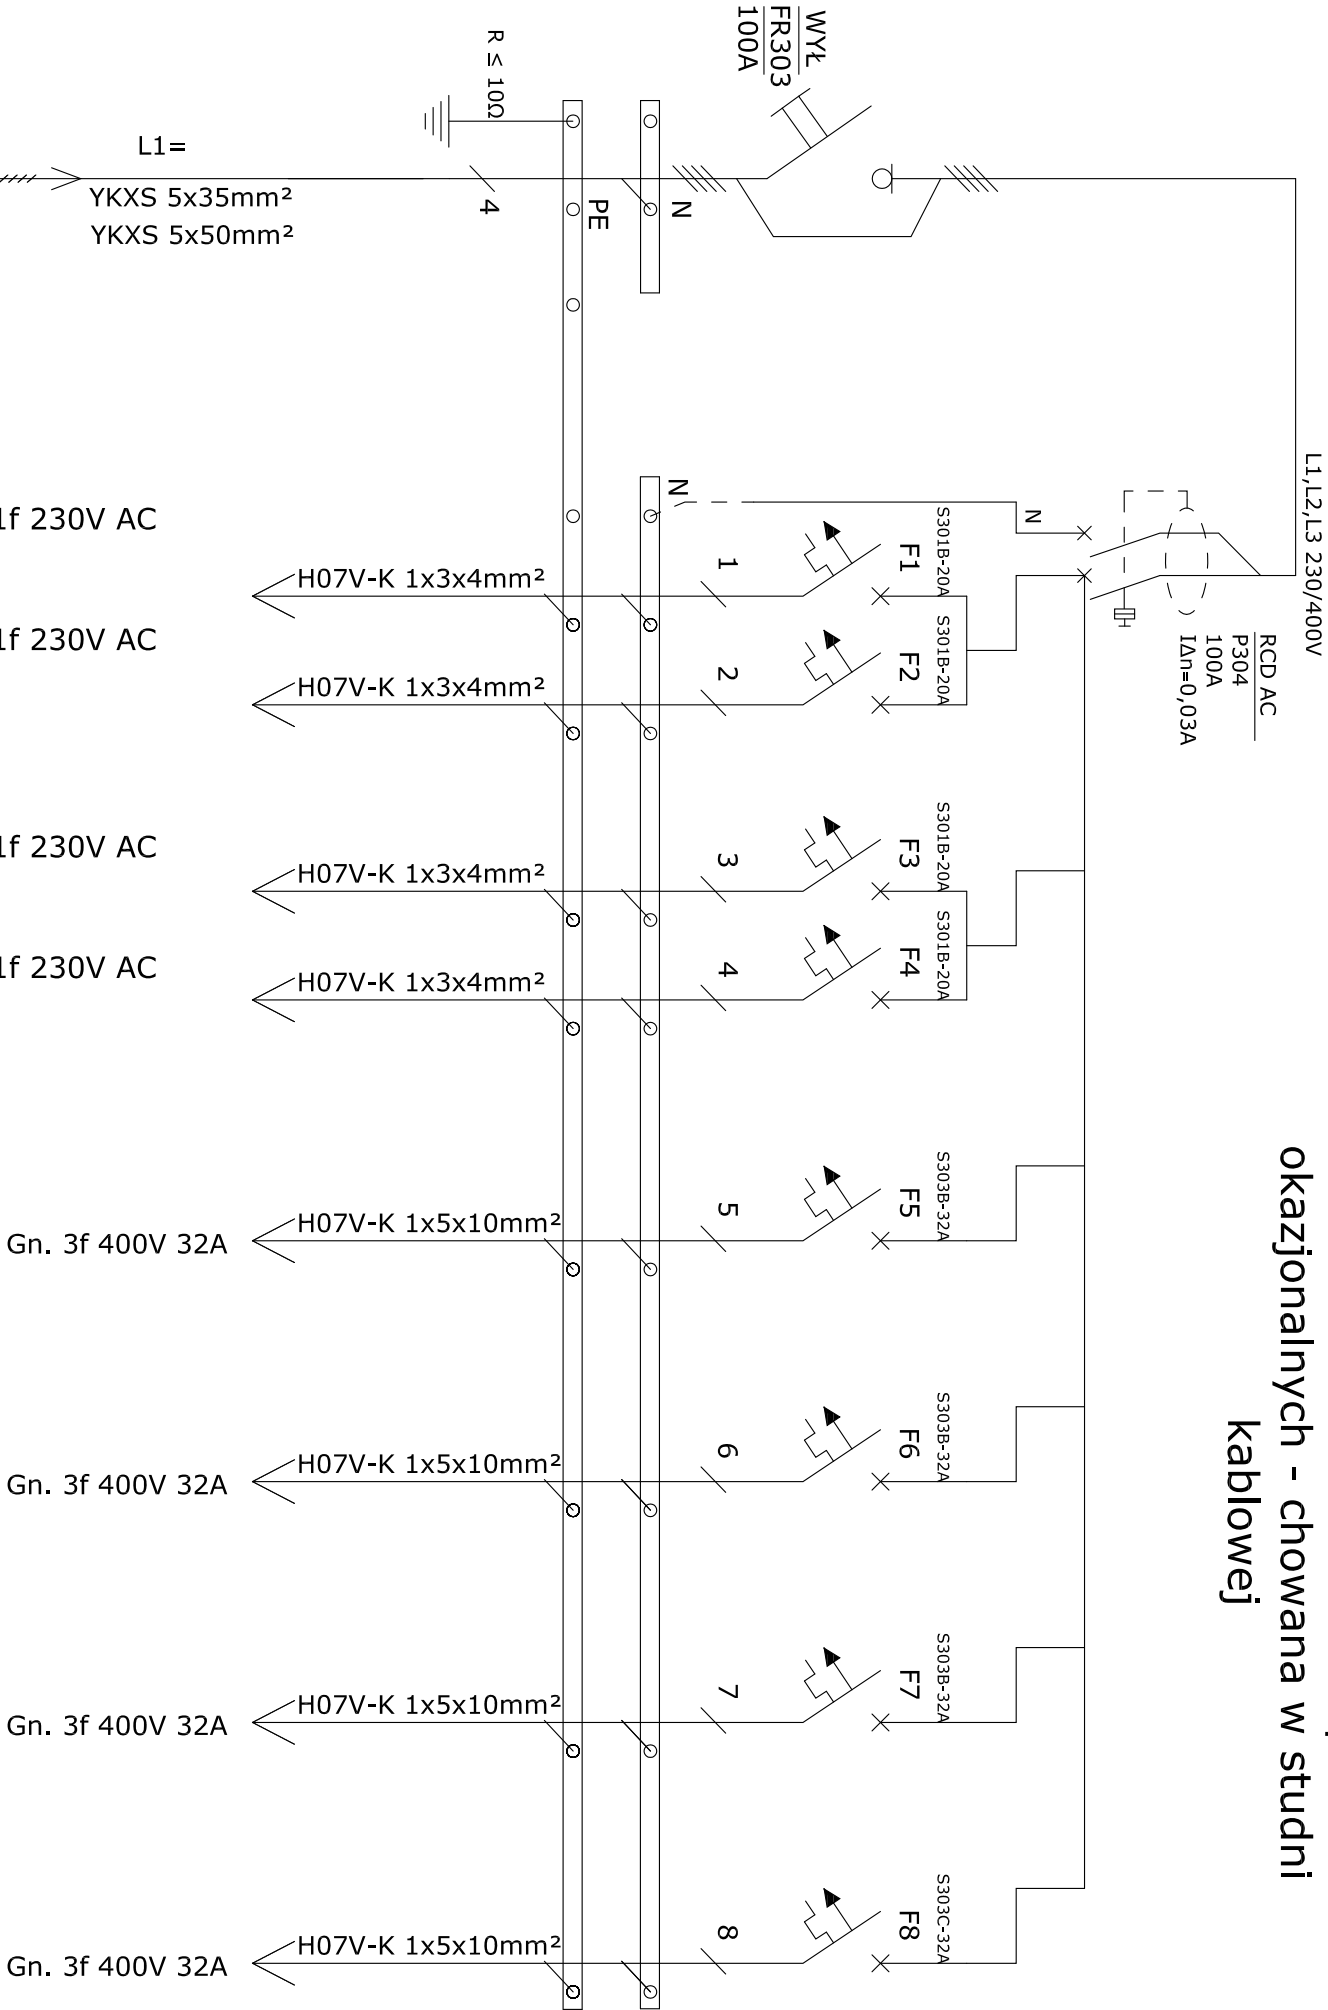 okazjonalnych - chowana w studni
kablowej
WYŁ
FR303
100A
R ≤ 10Ω
L1=
YKXS 5x35mm²
YKXS 5x50mm²
4
PE
N
L1,L2,L3 230/400V
RCD AC
P304
100A
IΔn=0,03A
N
N
1f 230V AC
H07V-K 1x3x4mm²
1
F1
S301B-20A
1f 230V AC
H07V-K 1x3x4mm²
2
F2
S301B-20A
1f 230V AC
H07V-K 1x3x4mm²
3
F3
S301B-20A
1f 230V AC
H07V-K 1x3x4mm²
4
F4
S301B-20A
Gn. 3f 400V 32A
H07V-K 1x5x10mm²
5
F5
S303B-32A
Gn. 3f 400V 32A
H07V-K 1x5x10mm²
6
F6
S303B-32A
Gn. 3f 400V 32A
H07V-K 1x5x10mm²
7
F7
S303B-32A
Gn. 3f 400V 32A
H07V-K 1x5x10mm²
8
F8
S303C-32A